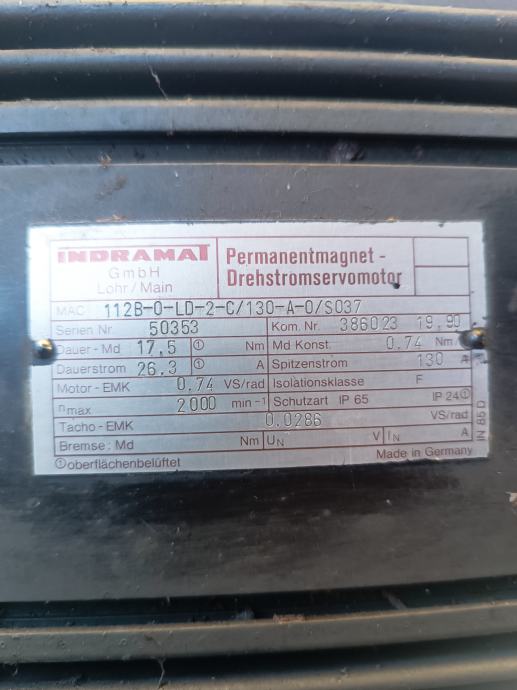 INDRAMAT
GmbH
Lohr/Main
Permanentmagnet-
Drehstromservomotor
MAC 112B-0-LD-2-C/130-A-0/S037
Serien Nr. 50353 Kom. Nr. 386023 19.90
Dauer-Md 17,5 ① Nm Md Konst. 0.74 Nm/
Dauerstrom 26.3 ① A Spitzenstrom 130 A
Motor-EMK 0,74 VS/rad Isolationsklasse F
nmax 2000 min⁻¹ Schutzart IP 65 IP 24①
Tacho-EMK 0.0286 VS/rad
Bremse: Md Nm UN V IN A
①oberflächenbelüftet Made in Germany
IN 85 D